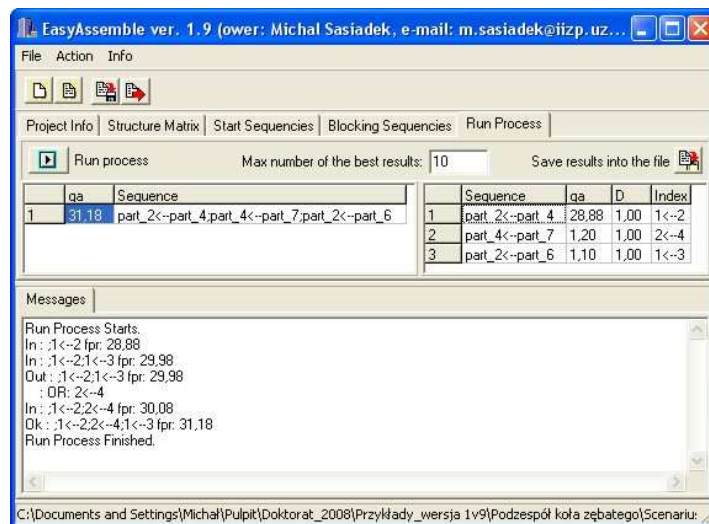 EasyAssemble ver. 1.9 (ower: Michal Sasiadek, e-mail: m.sasiadek@iizp.uz...
File Action Info
Project Info Structure Matrix Start Sequencies Blocking Sequencies Run Process
Run process Max number of the best results: 10 Save results into the file
qa Sequence
1 31,18 part_2<--part_4;part_4<--part_7;part_2<--part_6
Sequence qa D Index
1 part_2<--part_4 28,88 1,00 1<--2
2 part_4<--part_7 1,20 1,00 2<--4
3 part_2<--part_6 1,10 1,00 1<--3
Messages
Run Process Starts.
In : ;1<--2 fpr: 28,88
In : ;1<--2;1<--3 fpr: 29,98
Out : ;1<--2;1<--3 fpr: 29,98
: OR: 2<--4
In : ;1<--2;2<--4 fpr: 30,08
Ok : ;1<--2;2<--4;1<--3 fpr: 31,18
Run Process Finished.
C:\Documents and Settings\Michał\Pulpit\Doktorat_2008\Przykłady_wersja 1v9\Podzespół koła zębatego\Scenariu: